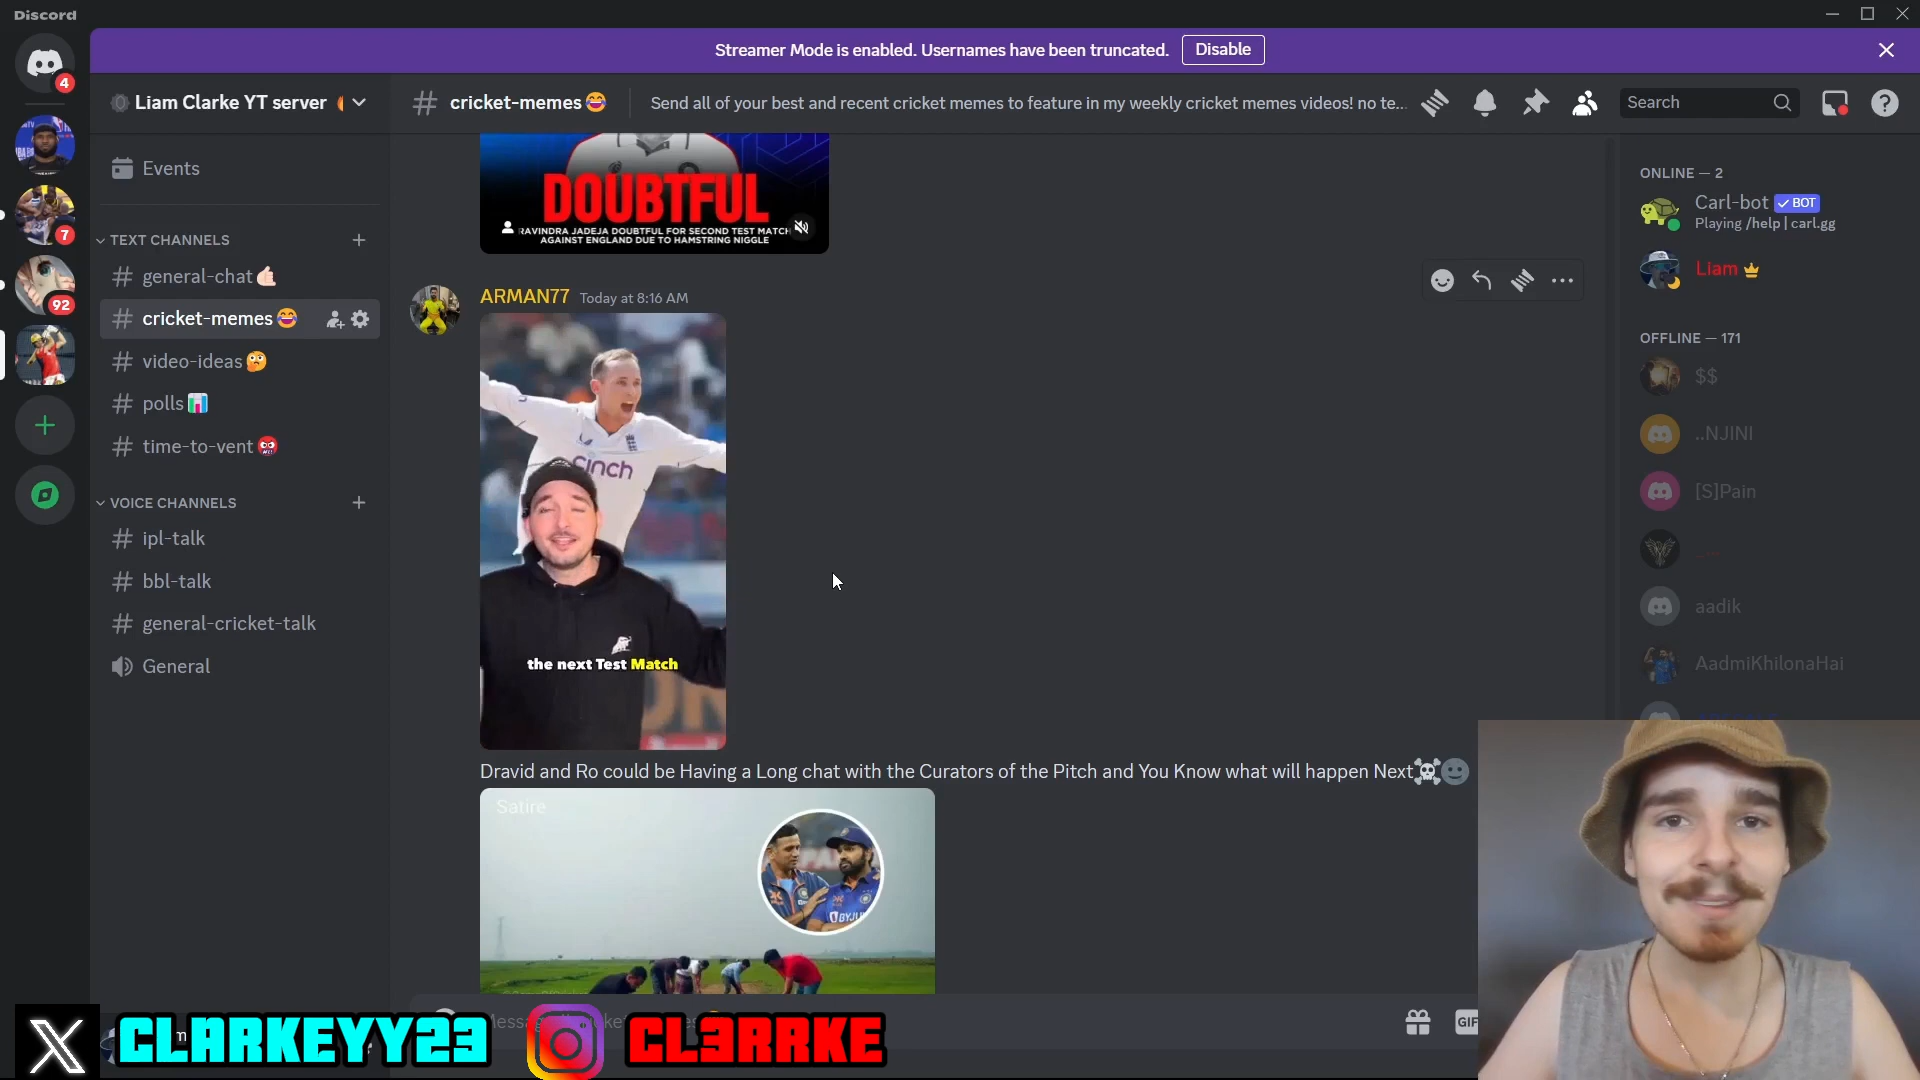 Discord
Streamer Mode is enabled. Usernames have been truncated.
Disable
4
Liam Clarke YT server
cricket-memes😂
Send all of your best and recent cricket memes to feature in my weekly cricket memes videos! no te...
Search
Events
TEXT CHANNELS
general-chat🤙🏻
cricket-memes😂
video-ideas🤔
polls📊
time-to-vent🤬
VOICE CHANNELS
ipl-talk
bbl-talk
general-cricket-talk
General
7
92
DOUBTFUL
RAVINDRA JADEJA DOUBTFUL FOR SECOND TEST MATCH
AGAINST ENGLAND DUE TO HAMSTRING NIGGLE
ARMAN77 Today at 8:16 AM
cinch
the next Test Match
Dravid and Ro could be Having a Long chat with the Curators of the Pitch and You Know what will happen Next☠️
Satire
ONLINE — 2
Carl-bot
BOT
Playing /help | carl.gg
Liam
OFFLINE — 171
$$
..NJINI
[S]Pain
aadik
AadmiKhilonaHai
GIF
CLARKEYY23
CL3RRKE